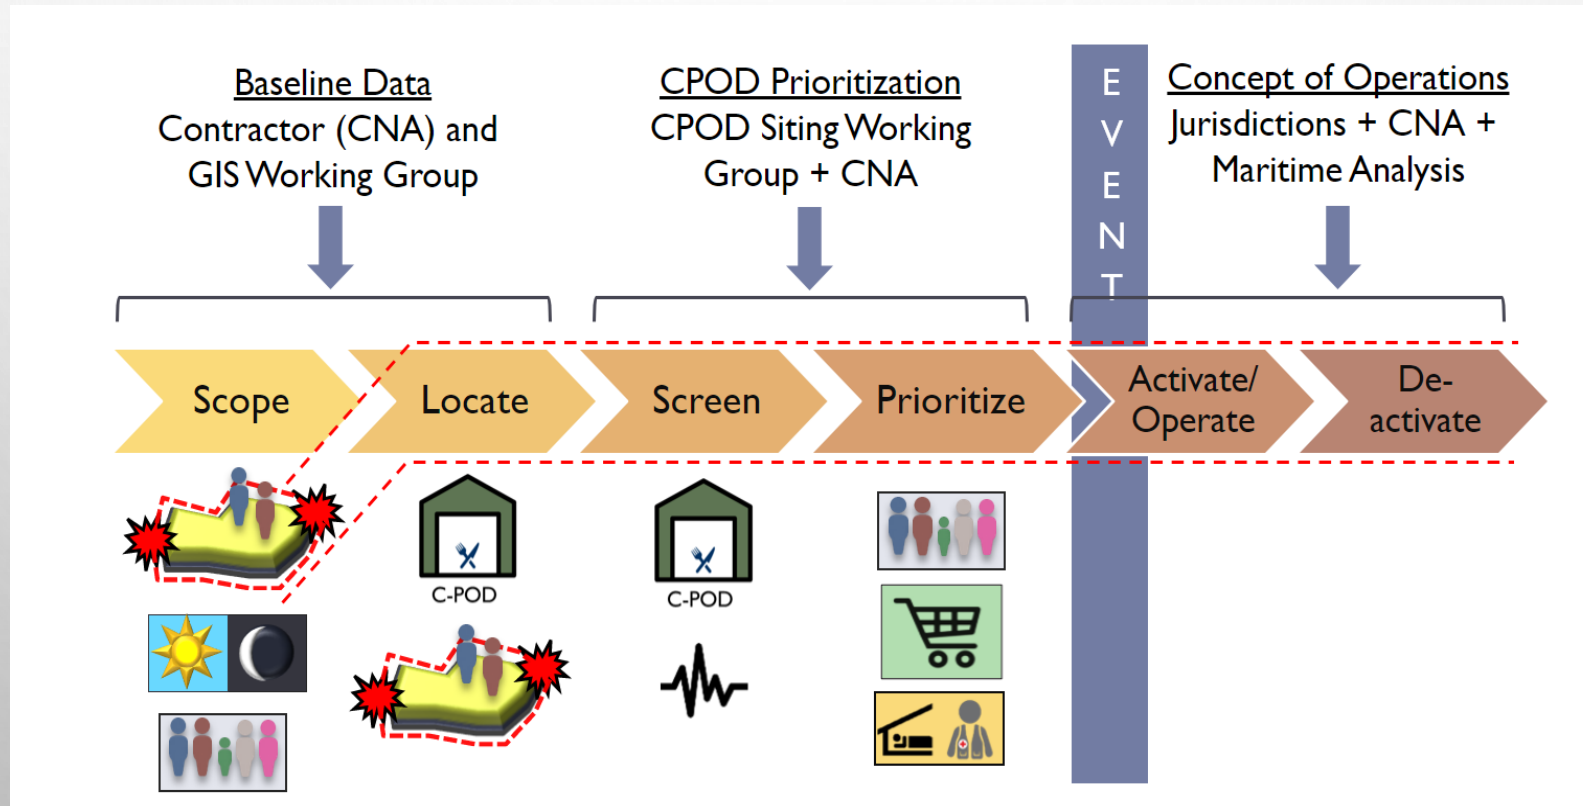 Baseline Data
Contractor (CNA) and
GIS Working Group
CPOD Prioritization
CPOD Siting Working
Group + CNA
E
V
E
N
T
Concept of Operations
Jurisdictions + CNA +
Maritime Analysis
Scope
Locate
Screen
Prioritize
Activate/
Operate
De-
activate
C-POD
C-POD